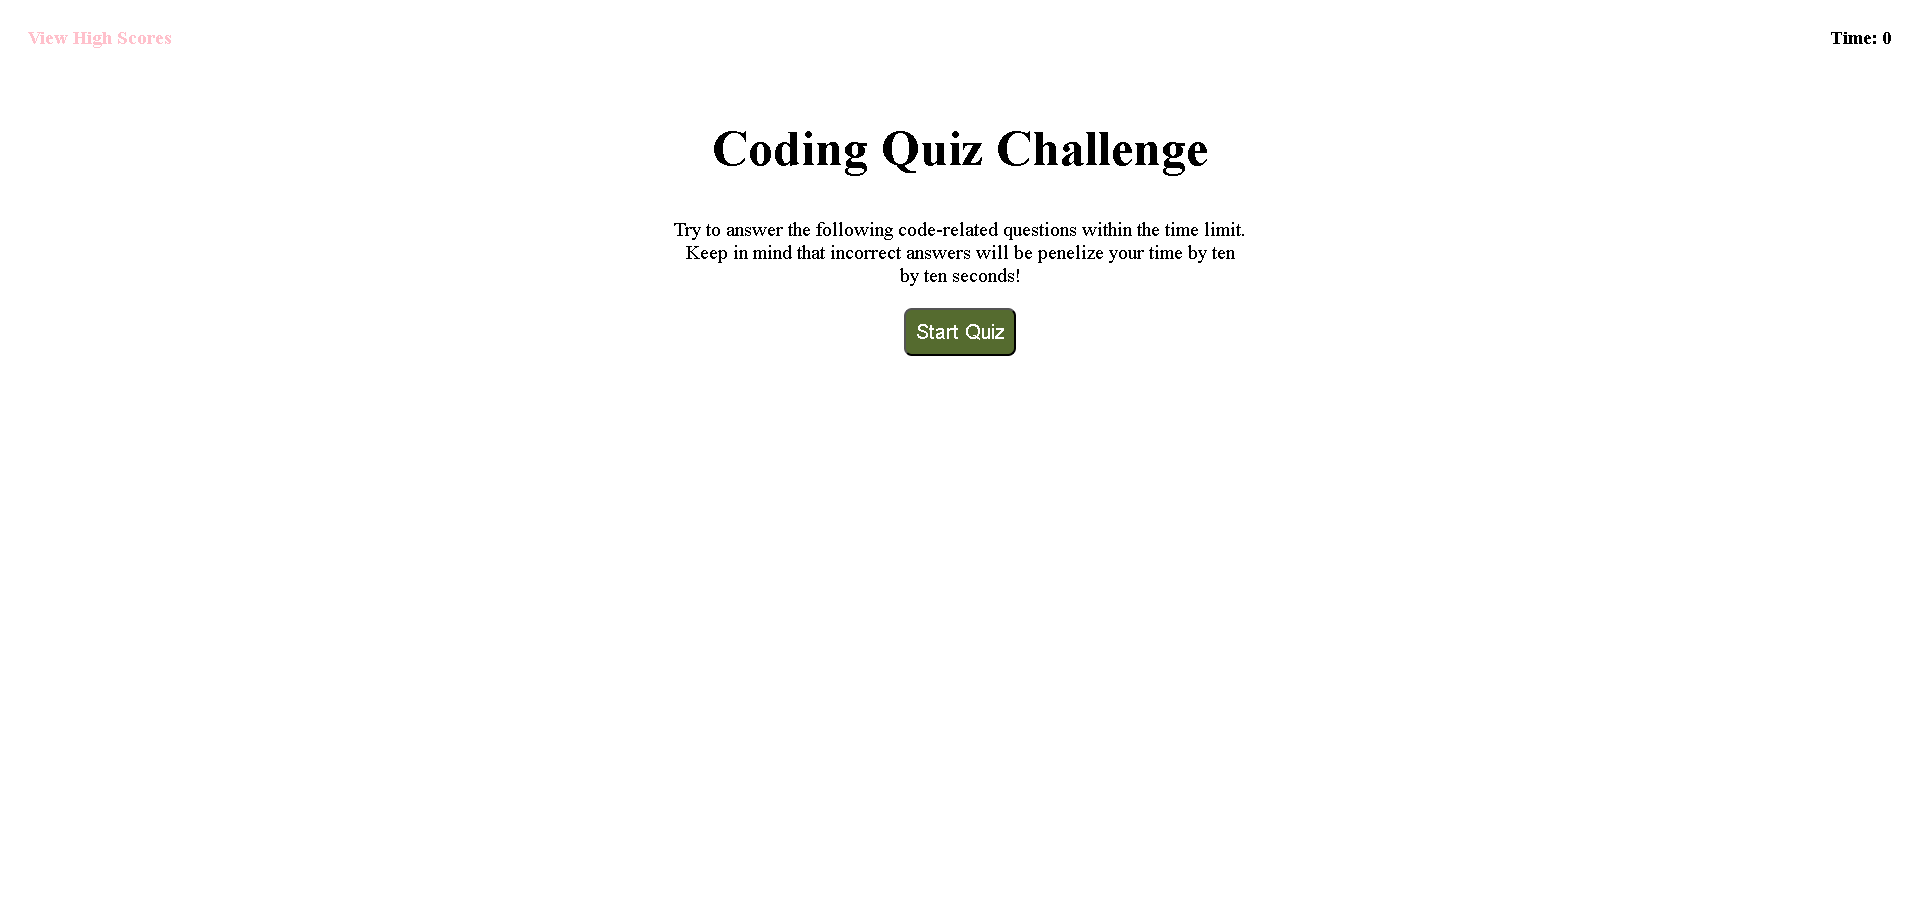 View High Scores
Time: 0
Coding Quiz Challenge
Try to answer the following code-related questions within the time limit.
Keep in mind that incorrect answers will be penelize your time by ten
by ten seconds!
Start Quiz